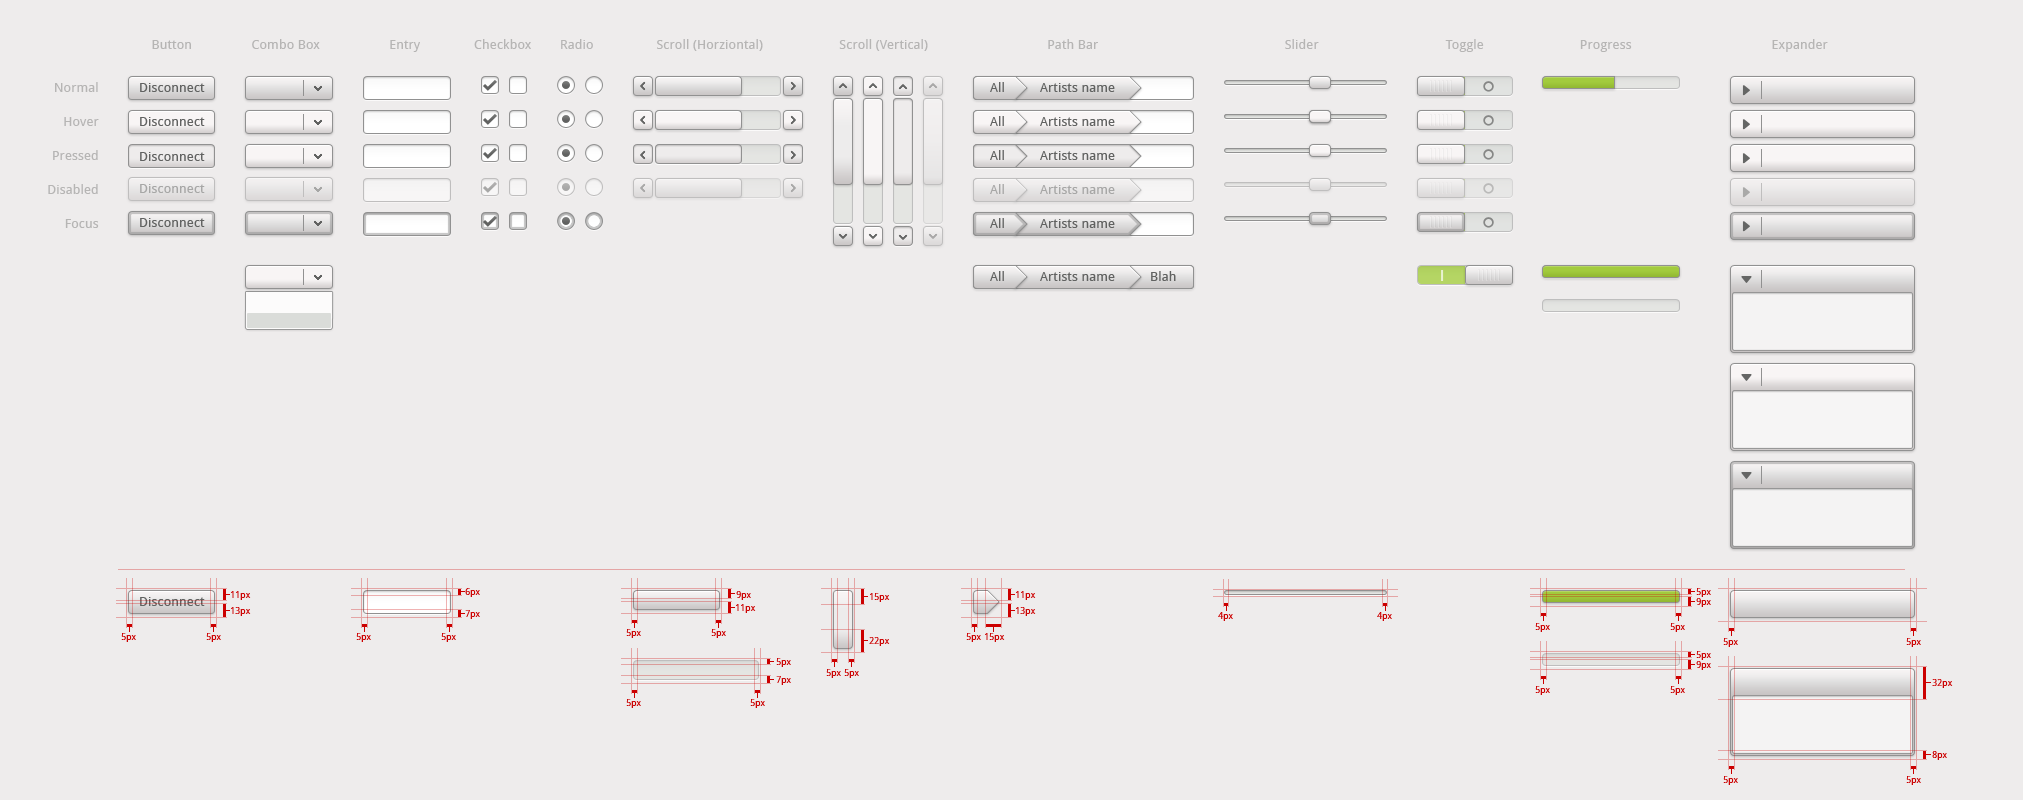 Button Combo Box Entry Checkbox Radio Scroll (Horziontal) Scroll (Vertical) Path Bar Slider Toggle Progress Expander
Normal Disconnect All Artists name
Hover Disconnect All Artists name
Pressed Disconnect All Artists name
Disabled Disconnect All Artists name
Focus Disconnect All Artists name
All Artists name Blah
Disconnect
11px
13px
5px 5px
6px
7px
5px 5px
9px
11px
5px 5px
5px
7px
5px 5px
15px
22px
5px 5px
11px
13px
5px 15px
4px 4px
5px
9px
5px 5px
5px
9px
5px 5px
5px 5px
32px
8px
5px 5px